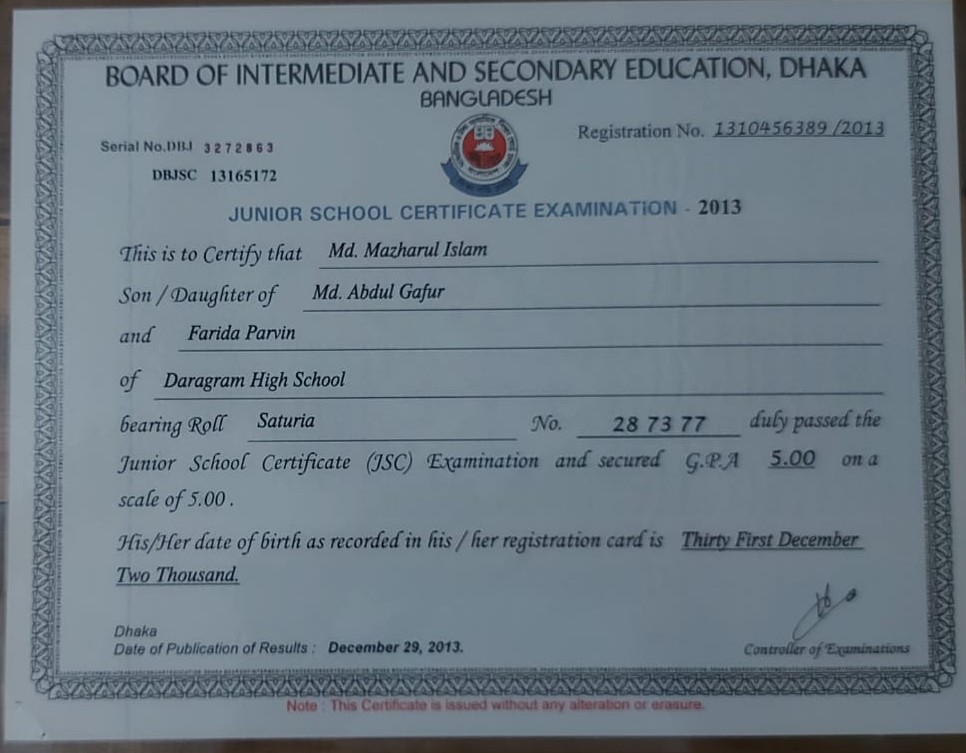 BOARD OF INTERMEDIATE AND SECONDARY EDUCATION, DHAKA
BANGLADESH
Registration No. 1310456389 /2013
Serial No.DBJ 3272863
DBJSC 13165172
JUNIOR SCHOOL CERTIFICATE EXAMINATION - 2013
This is to Certify that Md. Mazharul Islam
Son / Daughter of Md. Abdul Gafur
and Farida Parvin
of Daragram High School
bearing Roll Saturia No. 28 73 77 duly passed the
Junior School Certificate (JSC) Examination and secured G.P.A 5.00 on a
scale of 5.00 .
His/Her date of birth as recorded in his / her registration card is Thirty First December
Two Thousand.
Dhaka
Date of Publication of Results : December 29, 2013.
Controller of Examinations
Note : This Certificate is issued without any alteration or erasure.